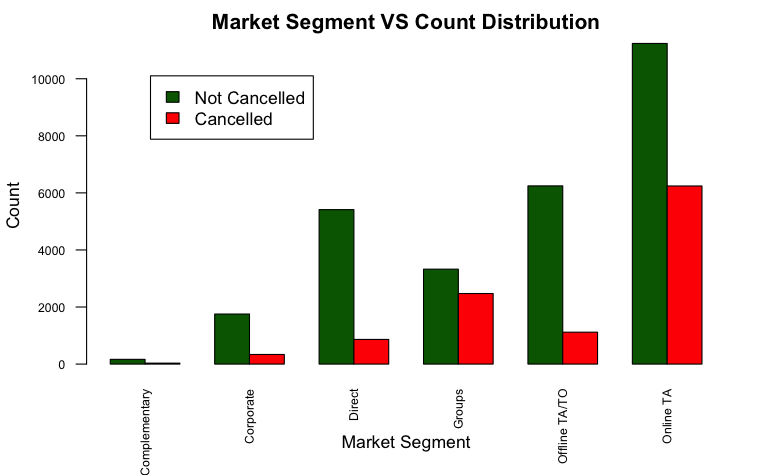 Market Segment VS Count Distribution
Not Cancelled
Cancelled
Count
10000
8000
6000
4000
2000
0
Complementary
Corporate
Direct
Groups
Offline TA/TO
Online TA
Market Segment